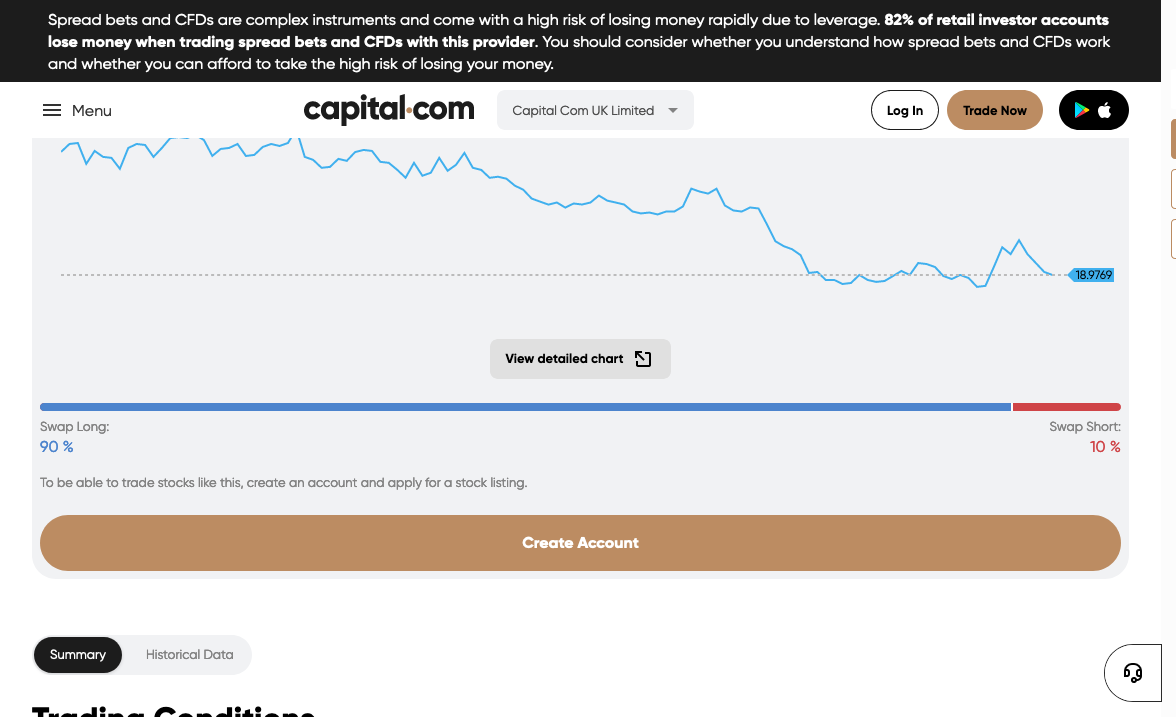 Spread bets and CFDs are complex instruments and come with a high risk of losing money rapidly due to leverage. 82% of retail investor accounts
lose money when trading spread bets and CFDs with this provider. You should consider whether you understand how spread bets and CFDs work
and whether you can afford to take the high risk of losing your money.
Menu
capital.com
Capital Com UK Limited
Log In
Trade Now
18.9769
View detailed chart
Swap Long:
Swap Short:
90 %
10 %
To be able to trade stocks like this, create an account and apply for a stock listing.
Create Account
Summary
Historical Data
Trading Conditions